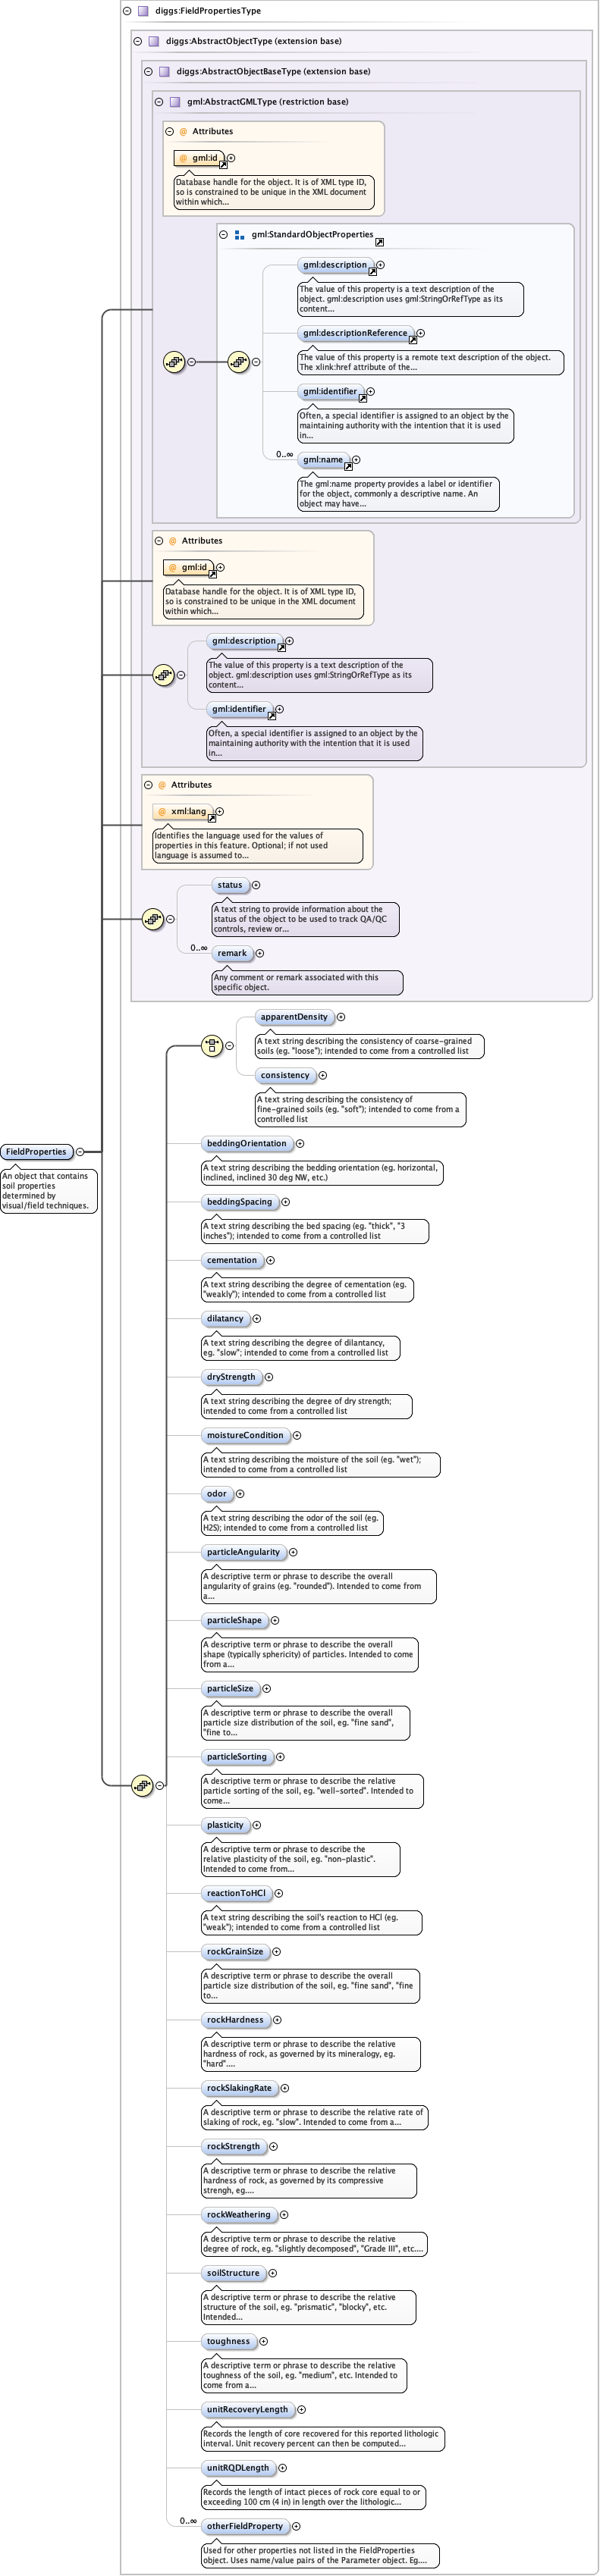 diggs:FieldPropertiesType
diggs:AbstractObjectType (extension base)
diggs:AbstractObjectBaseType (extension base)
gml:AbstractGMLType (restriction base)
@ Attributes
@ gml:id
Database handle for the object. It is of XML type ID,
so is constrained to be unique in the XML document
within which...
gml:StandardObjectProperties
gml:description
The value of this property is a text description of the
object. gml:description uses gml:StringOrRefType as its
content...
gml:descriptionReference
The value of this property is a remote text description of the object.
The xlink:href attribute of the...
gml:identifier
Often, a special identifier is assigned to an object by the
maintaining authority with the intention that it is used
in...
0..∞
gml:name
The gml:name property provides a label or identifier
for the object, commonly a descriptive name. An
object may have...
@ Attributes
@ gml:id
Database handle for the object. It is of XML type ID,
so is constrained to be unique in the XML document
within which...
gml:description
The value of this property is a text description of the
object. gml:description uses gml:StringOrRefType as its
content...
gml:identifier
Often, a special identifier is assigned to an object by the
maintaining authority with the intention that it is used
in...
@ Attributes
@ xml:lang
Identifies the language used for the values of
properties in this feature. Optional; if not used
language is assumed to...
status
A text string to provide information about the
status of the object to be used to track QA/QC
controls, review or...
0..∞
remark
Any comment or remark associated with this
specific object.
FieldProperties
An object that contains
soil properties
determined by
visual/field techniques.
apparentDensity
A text string describing the consistency of coarse-grained
soils (eg. "loose"); intended to come from a controlled list
consistency
A text string describing the consistency of
fine-grained soils (eg. "soft"); intended to come from a
controlled list
beddingOrientation
A text string describing the bedding orientation (eg. horizontal,
inclined, inclined 30 deg NW, etc.)
beddingSpacing
A text string describing the bed spacing (eg. "thick", "3
inches"); intended to come from a controlled list
cementation
A text string describing the degree of cementation (eg.
"weakly"); intended to come from a controlled list
dilatancy
A text string describing the degree of dilantancy,
eg. "slow"; intended to come from a controlled list
dryStrength
A text string describing the degree of dry strength;
intended to come from a controlled list
moistureCondition
A text string describing the moisture of the soil (eg. "wet");
intended to come from a controlled list
odor
A text string describing the odor of the soil (eg.
H2S); intended to come from a controlled list
particleAngularity
A descriptive term or phrase to describe the overall
angularity of grains (eg. "rounded"). Intended to come from
a...
particleShape
A descriptive term or phrase to describe the overall
shape (typically sphericity) of particles. Intended to come
from a...
particleSize
A descriptive term or phrase to describe the overall
particle size distribution of the soil, eg. "fine sand",
"fine to...
particleSorting
A descriptive term or phrase to describe the relative
particle sorting of the soil, eg. "well-sorted". Intended to
come...
plasticity
A descriptive term or phrase to describe the
relative plasticity of the soil, eg. "non-plastic".
Intended to come from...
reactionToHCl
A text string describing the soil's reaction to HCl (eg.
"weak"); intended to come from a controlled list
rockGrainSize
A descriptive term or phrase to describe the overall
particle size distribution of the soil, eg. "fine sand", "fine
to...
rockHardness
A descriptive term or phrase to describe the relative
hardness of rock, as governed by its mineralogy, eg.
"hard"....
rockSlakingRate
A descriptive term or phrase to describe the relative rate of
slaking of rock, eg. "slow". Intended to come from a...
rockStrength
A descriptive term or phrase to describe the relative
hardness of rock, as governed by its compressive
strengh, eg....
rockWeathering
A descriptive term or phrase to describe the relative
degree of rock, eg. "slightly decomposed", "Grade III", etc....
soilStructure
A descriptive term or phrase to describe the relative
structure of the soil, eg. "prismatic", "blocky", etc.
Intended...
toughness
A descriptive term or phrase to describe the relative
toughness of the soil, eg. "medium", etc. Intended to
come from a...
unitRecoveryLength
Records the length of core recovered for this reported lithologic
interval. Unit recovery percent can then be computed...
unitRQDLength
Records the length of intact pieces of rock core equal to or
exceeding 100 cm (4 in) in length over the lithologic...
0..∞
otherFieldProperty
Used for other properties not listed in the FieldProperties
object. Uses name/value pairs of the Parameter object. Eg....